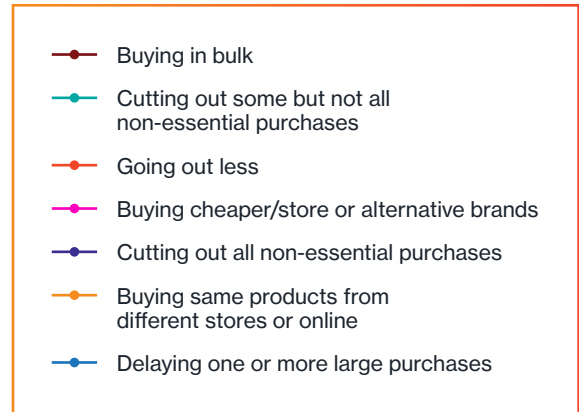 Buying in bulk
Cutting out some but not all
non-essential purchases
Going out less
Buying cheaper/store or alternative brands
Cutting out all non-essential purchases
Buying same products from
different stores or online
Delaying one or more large purchases